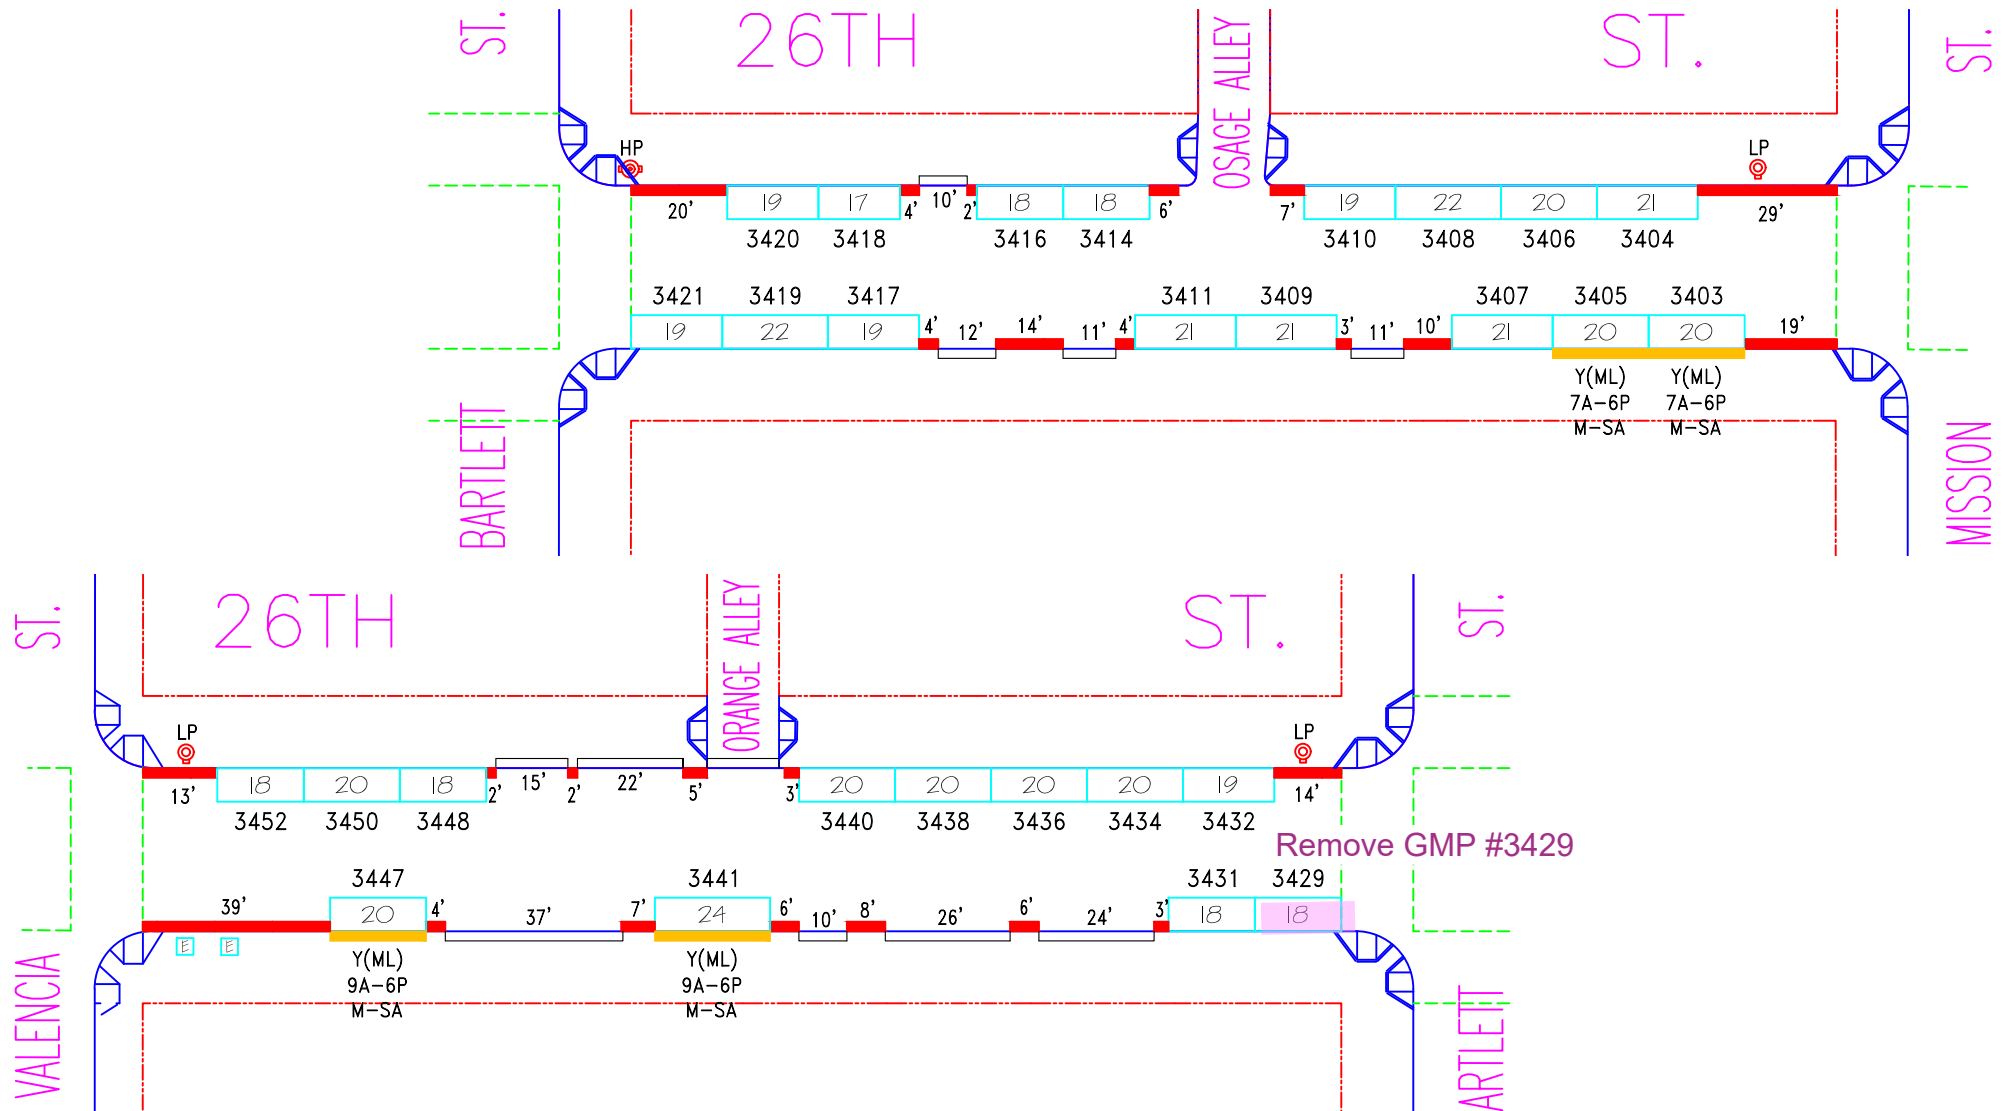 ST. 26TH OSAGE ALLEY ST. ST.
HP LP
20' 19 17 4' 10' 2' 18 18 6' 7' 19 22 20 21 29'
3420 3418 3416 3414 3410 3408 3406 3404
3421 3419 3417 3411 3409 3407 3405 3403
19 22 19 4' 12' 14' 11' 4' 21 21 3' 11' 10' 21 20 20 19'
Y(ML) Y(ML)
7A-6P 7A-6P
M-SA M-SA
BARTLETT MISSION
ST. 26TH ORANGE ALLEY ST. ST.
LP LP
13' 18 20 18 2' 15' 2' 22' 5' 3' 20 20 20 20 19 14'
3452 3450 3448 3440 3438 3436 3434 3432
Remove GMP #3429
3447 3441 3431 3429
39' 20 4' 37' 7' 24 6' 10' 8' 26' 6' 24' 3' 18 18
E E
Y(ML) Y(ML)
9A-6P 9A-6P
M-SA M-SA
VALENCIA ARTLETT